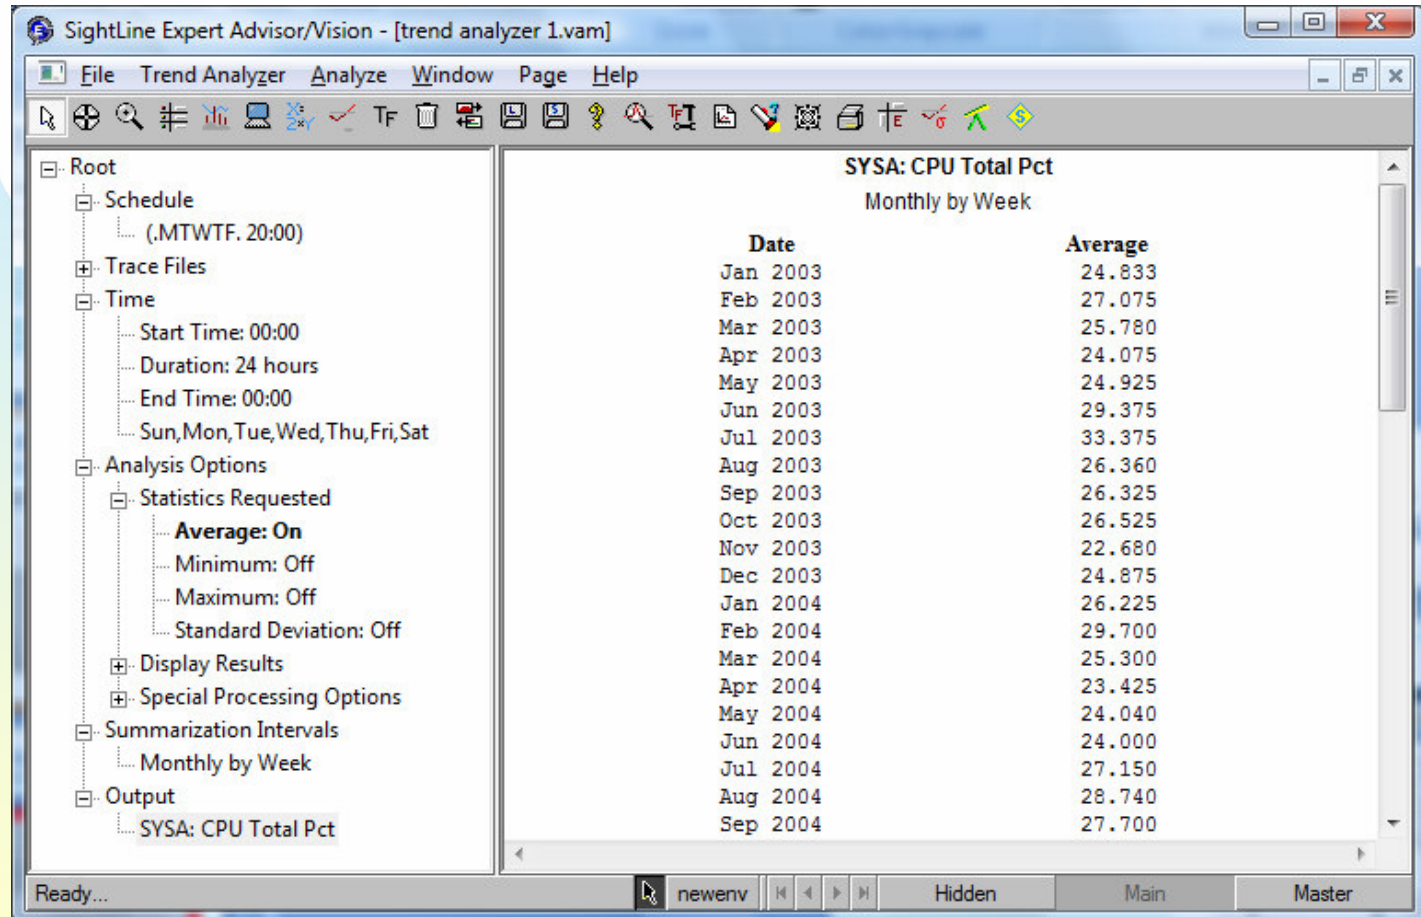 SightLine Expert Advisor/Vision - [trend analyzer 1.vam]
File Trend Analyzer Analyze Window Page Help
Root
Schedule
(.MTWTF. 20:00)
Trace Files
Time
Start Time: 00:00
Duration: 24 hours
End Time: 00:00
Sun,Mon,Tue,Wed,Thu,Fri,Sat
Analysis Options
Statistics Requested
Average: On
Minimum: Off
Maximum: Off
Standard Deviation: Off
Display Results
Special Processing Options
Summarization Intervals
Monthly by Week
Output
SYSA: CPU Total Pct
SYSA: CPU Total Pct
Monthly by Week
Date Average
Jan 2003 24.833
Feb 2003 27.075
Mar 2003 25.780
Apr 2003 24.075
May 2003 24.925
Jun 2003 29.375
Jul 2003 33.375
Aug 2003 26.360
Sep 2003 26.325
Oct 2003 26.525
Nov 2003 22.680
Dec 2003 24.875
Jan 2004 26.225
Feb 2004 29.700
Mar 2004 25.300
Apr 2004 23.425
May 2004 24.040
Jun 2004 24.000
Jul 2004 27.150
Aug 2004 28.740
Sep 2004 27.700
Ready... newenv Hidden Main Master